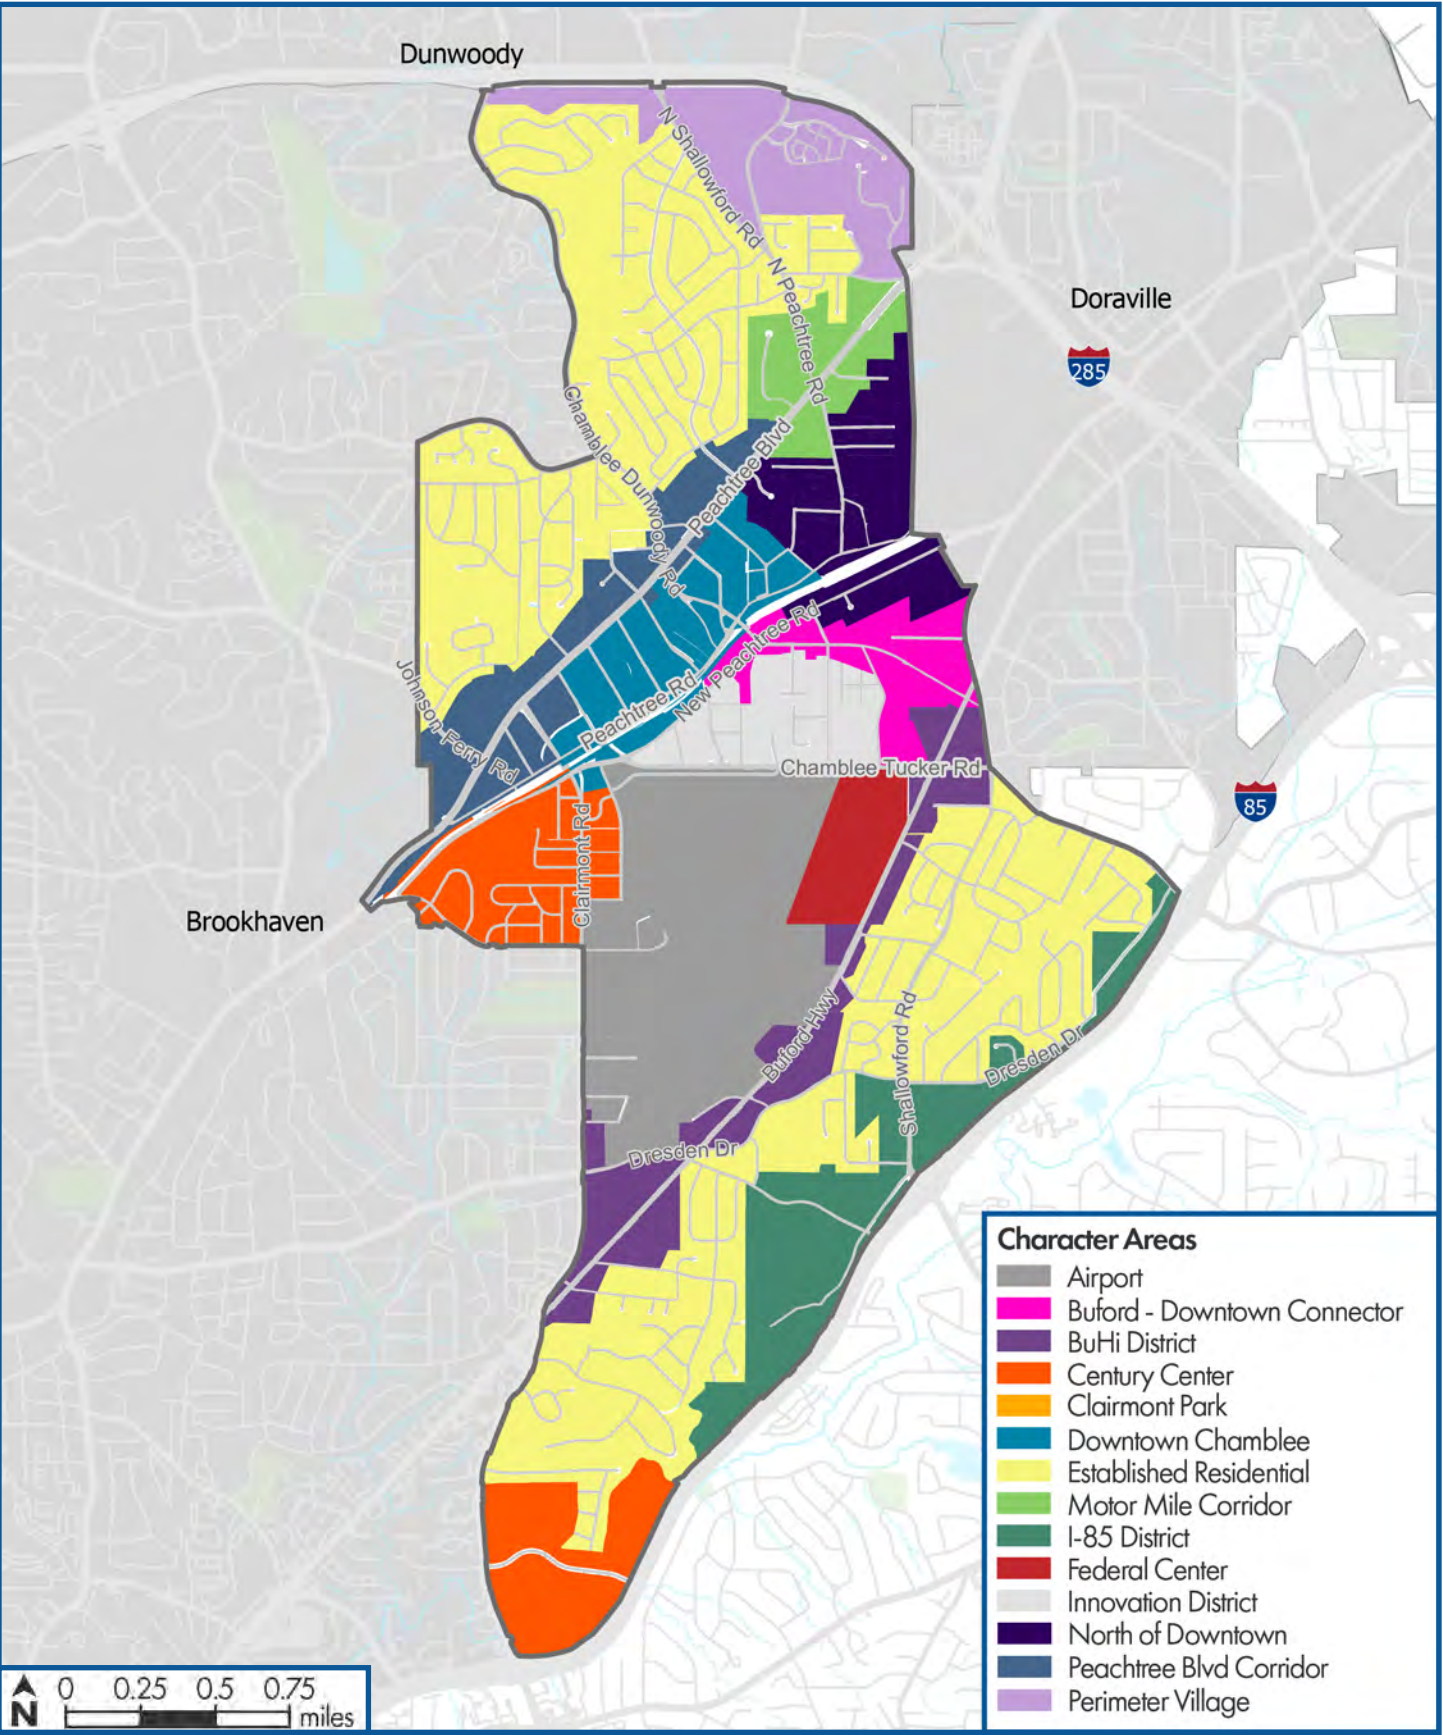 Dunwoody
N Shallowford Rd
N Peachtree Rd
Doraville
285
Chamblee Dunwoody Rd
Peachtree Blvd
Johnson Ferry Rd
Peachtree Rd
New Peachtree Rd
Chamblee Tucker Rd
85
Clairmont Rd
Brookhaven
Buford Hwy
Shallowford Rd
Dresden Dr
Dresden Dr
Character Areas
Airport
Buford - Downtown Connector
BuHi District
Century Center
Clairmont Park
Downtown Chamblee
Established Residential
Motor Mile Corridor
I-85 District
Federal Center
Innovation District
North of Downtown
Peachtree Blvd Corridor
Perimeter Village
N
0 0.25 0.5 0.75
miles